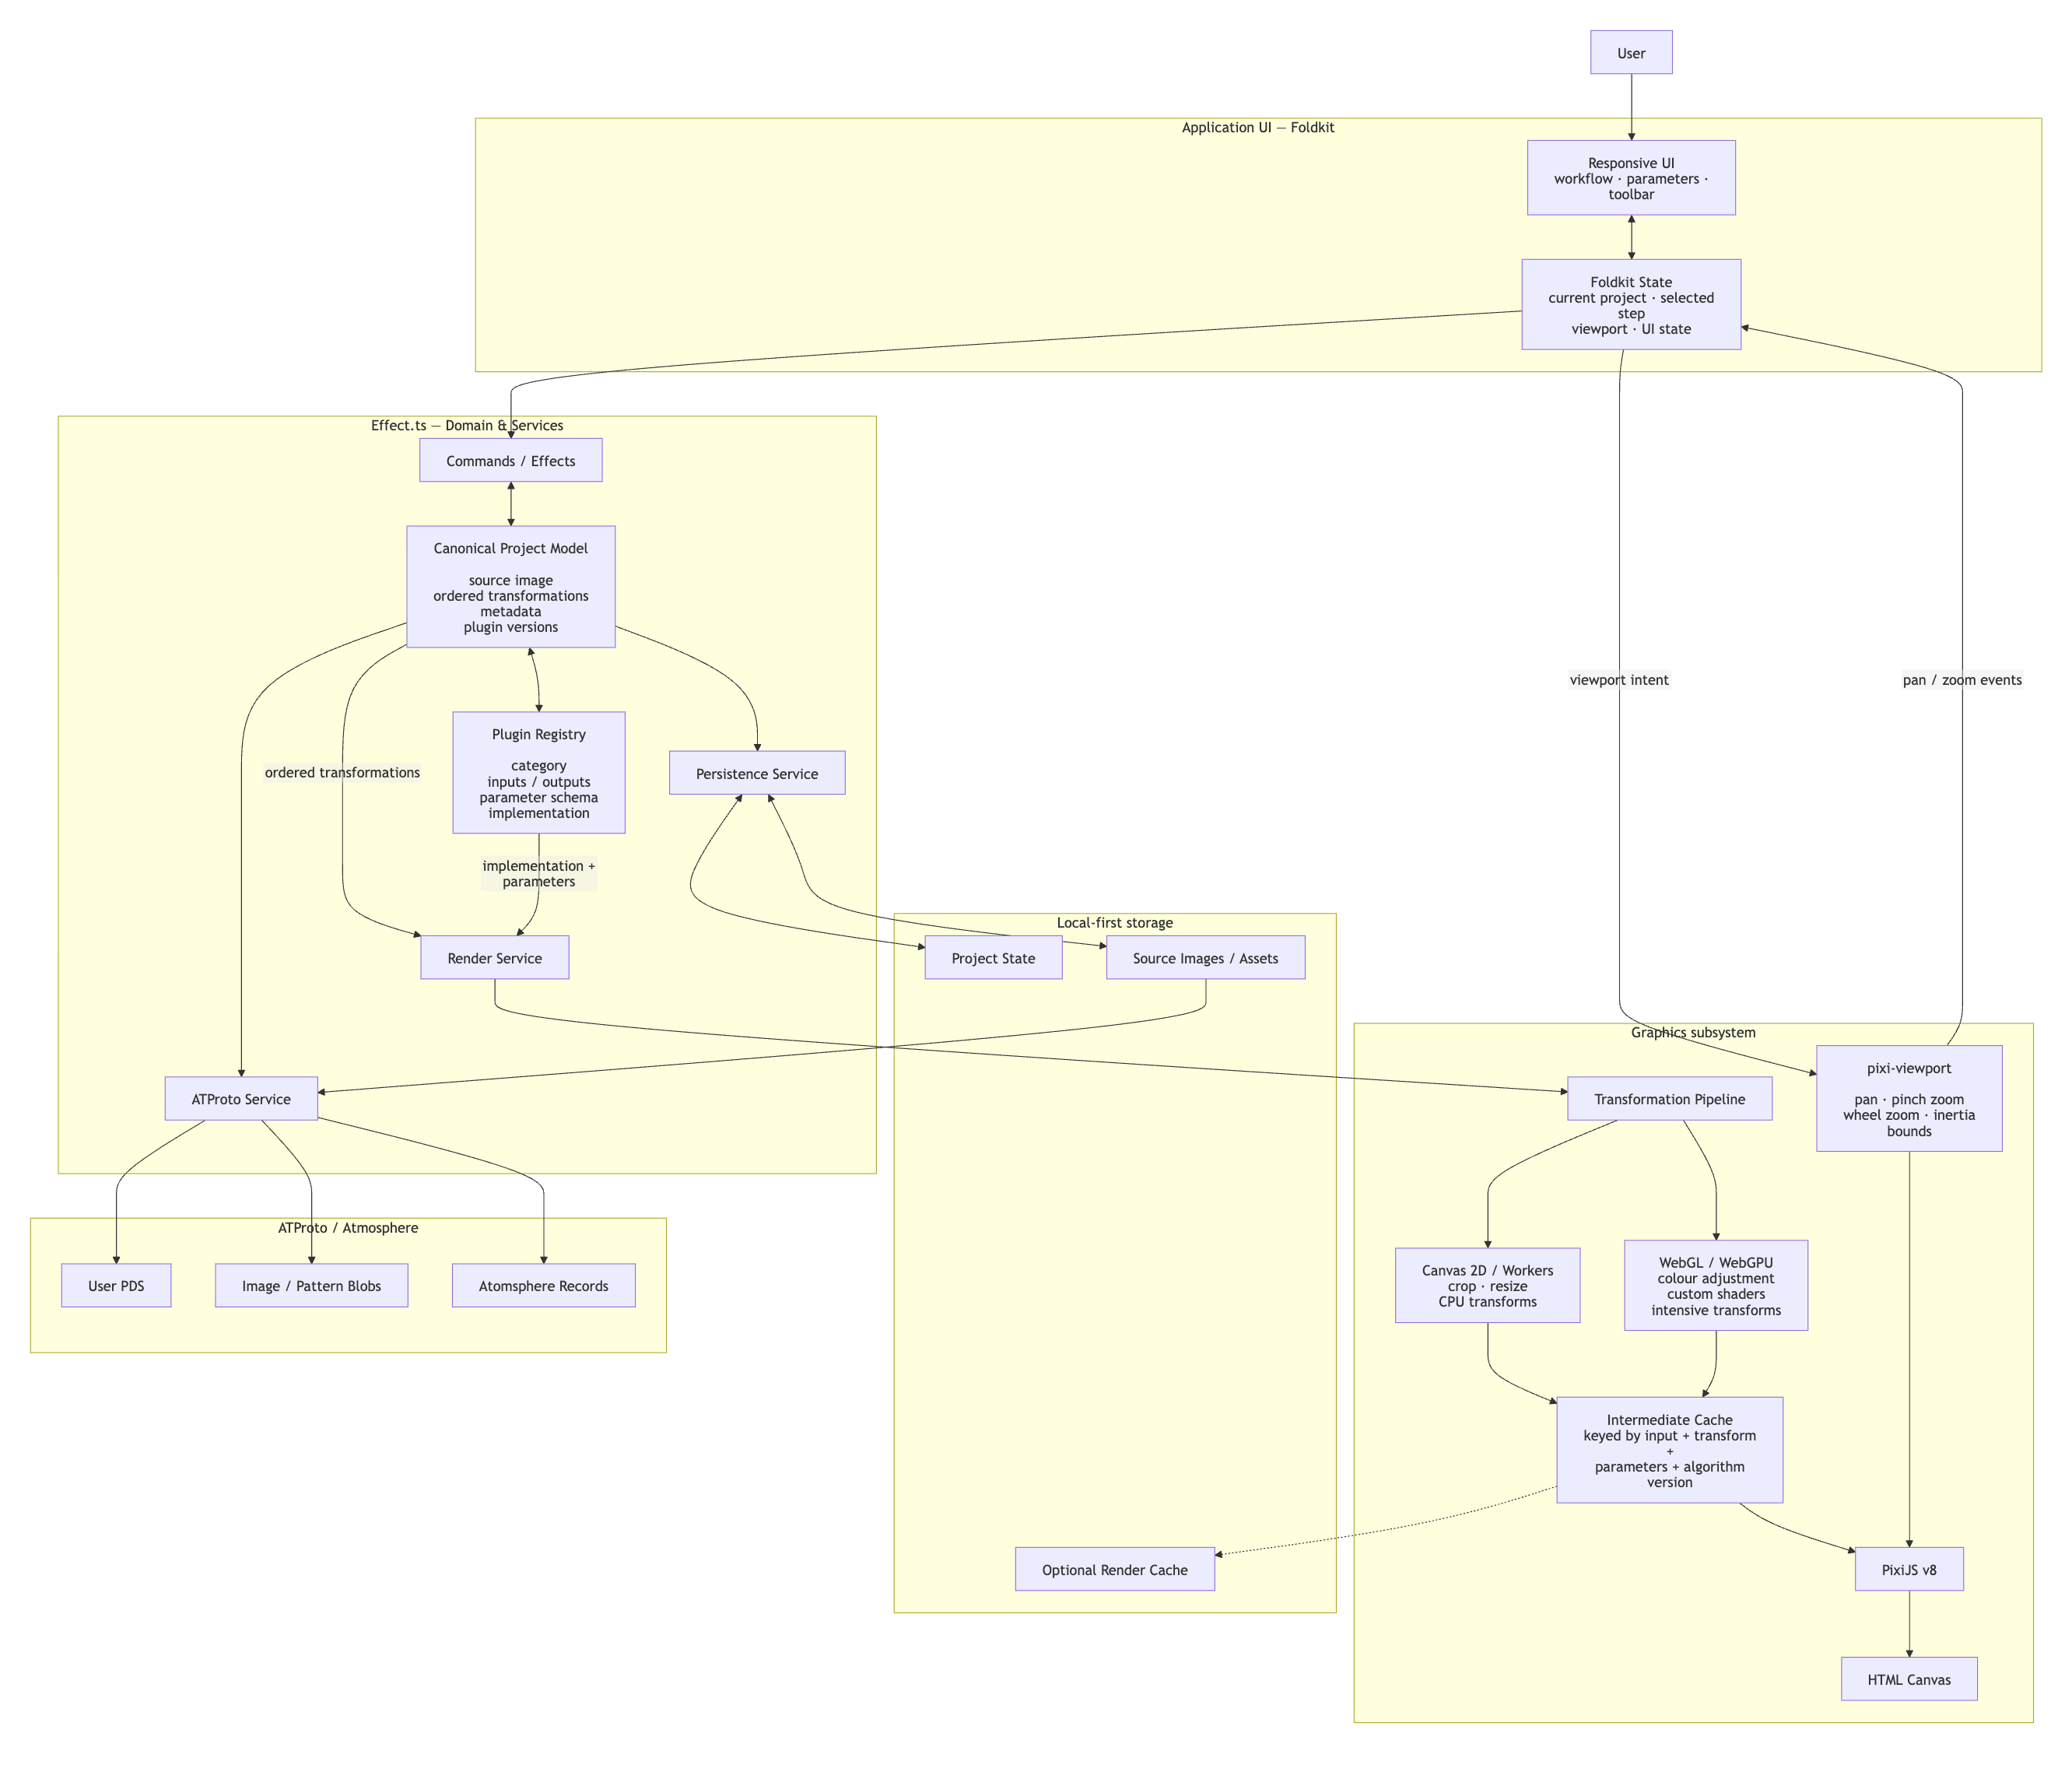 User
Application UI — Foldkit
Responsive UI
workflow · parameters ·
toolbar
Foldkit State
current project · selected
step
viewport · UI state
Effect.ts — Domain & Services
Commands / Effects
Canonical Project Model
source image
ordered transformations
metadata
plugin versions
viewport intent
pan / zoom events
Plugin Registry
category
inputs / outputs
parameter schema
implementation
ordered transformations
Persistence Service
implementation +
parameters
Local-first storage
Render Service
Project State
Source Images / Assets
Graphics subsystem
pixi-viewport
pan · pinch zoom
wheel zoom · inertia
bounds
ATProto Service
Transformation Pipeline
ATProto / Atmosphere
User PDS
Image / Pattern Blobs
Atomsphere Records
Canvas 2D / Workers
crop · resize
CPU transforms
WebGL / WebGPU
colour adjustment
custom shaders
intensive transforms
Intermediate Cache
keyed by input + transform
+
parameters + algorithm
version
Optional Render Cache
PixiJS v8
HTML Canvas